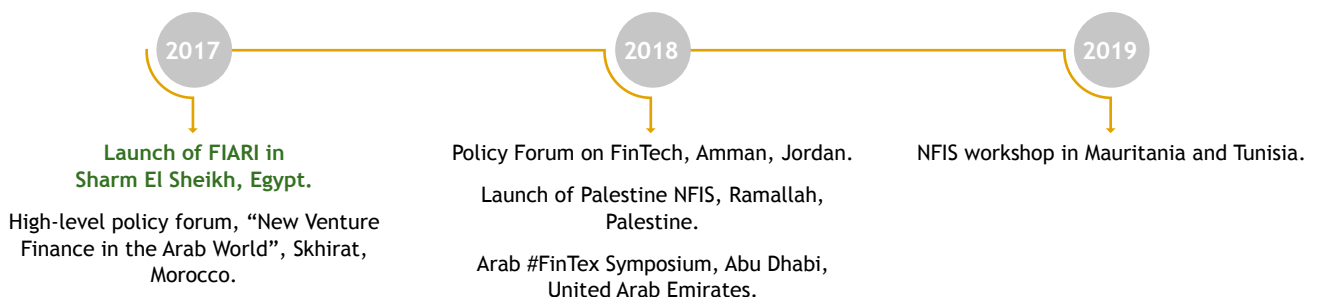 2017
2018
2019
Launch of FIARI in
Sharm El Sheikh, Egypt.
High-level policy forum, “New Venture
Finance in the Arab World”, Skhirat,
Morocco.
Policy Forum on FinTech, Amman, Jordan.
Launch of Palestine NFIS, Ramallah,
Palestine.
Arab #FinTex Symposium, Abu Dhabi,
United Arab Emirates.
NFIS workshop in Mauritania and Tunisia.